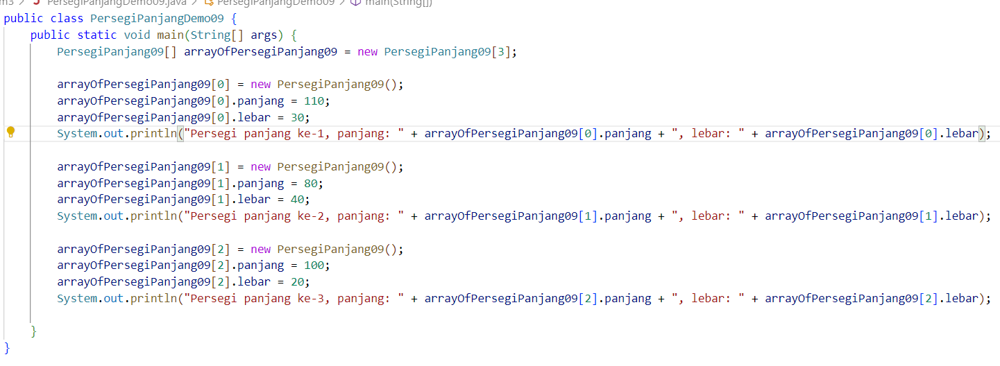 m3 > J PersegiPanjangDemo09.java > PersegiPanjangDemo09 > main(String[])
public class PersegiPanjangDemo09 {
    public static void main(String[] args) {
        PersegiPanjang09[] arrayOfPersegiPanjang09 = new PersegiPanjang09[3];
        arrayOfPersegiPanjang09[0] = new PersegiPanjang09();
        arrayOfPersegiPanjang09[0].panjang = 110;
        arrayOfPersegiPanjang09[0].lebar = 30;
        System.out.println("Persegi panjang ke-1, panjang: " + arrayOfPersegiPanjang09[0].panjang + ", lebar: " + arrayOfPersegiPanjang09[0].lebar);
        arrayOfPersegiPanjang09[1] = new PersegiPanjang09();
        arrayOfPersegiPanjang09[1].panjang = 80;
        arrayOfPersegiPanjang09[1].lebar = 40;
        System.out.println("Persegi panjang ke-2, panjang: " + arrayOfPersegiPanjang09[1].panjang + ", lebar: " + arrayOfPersegiPanjang09[1].lebar);
        arrayOfPersegiPanjang09[2] = new PersegiPanjang09();
        arrayOfPersegiPanjang09[2].panjang = 100;
        arrayOfPersegiPanjang09[2].lebar = 20;
        System.out.println("Persegi panjang ke-3, panjang: " + arrayOfPersegiPanjang09[2].panjang + ", lebar: " + arrayOfPersegiPanjang09[2].lebar);
    }
}